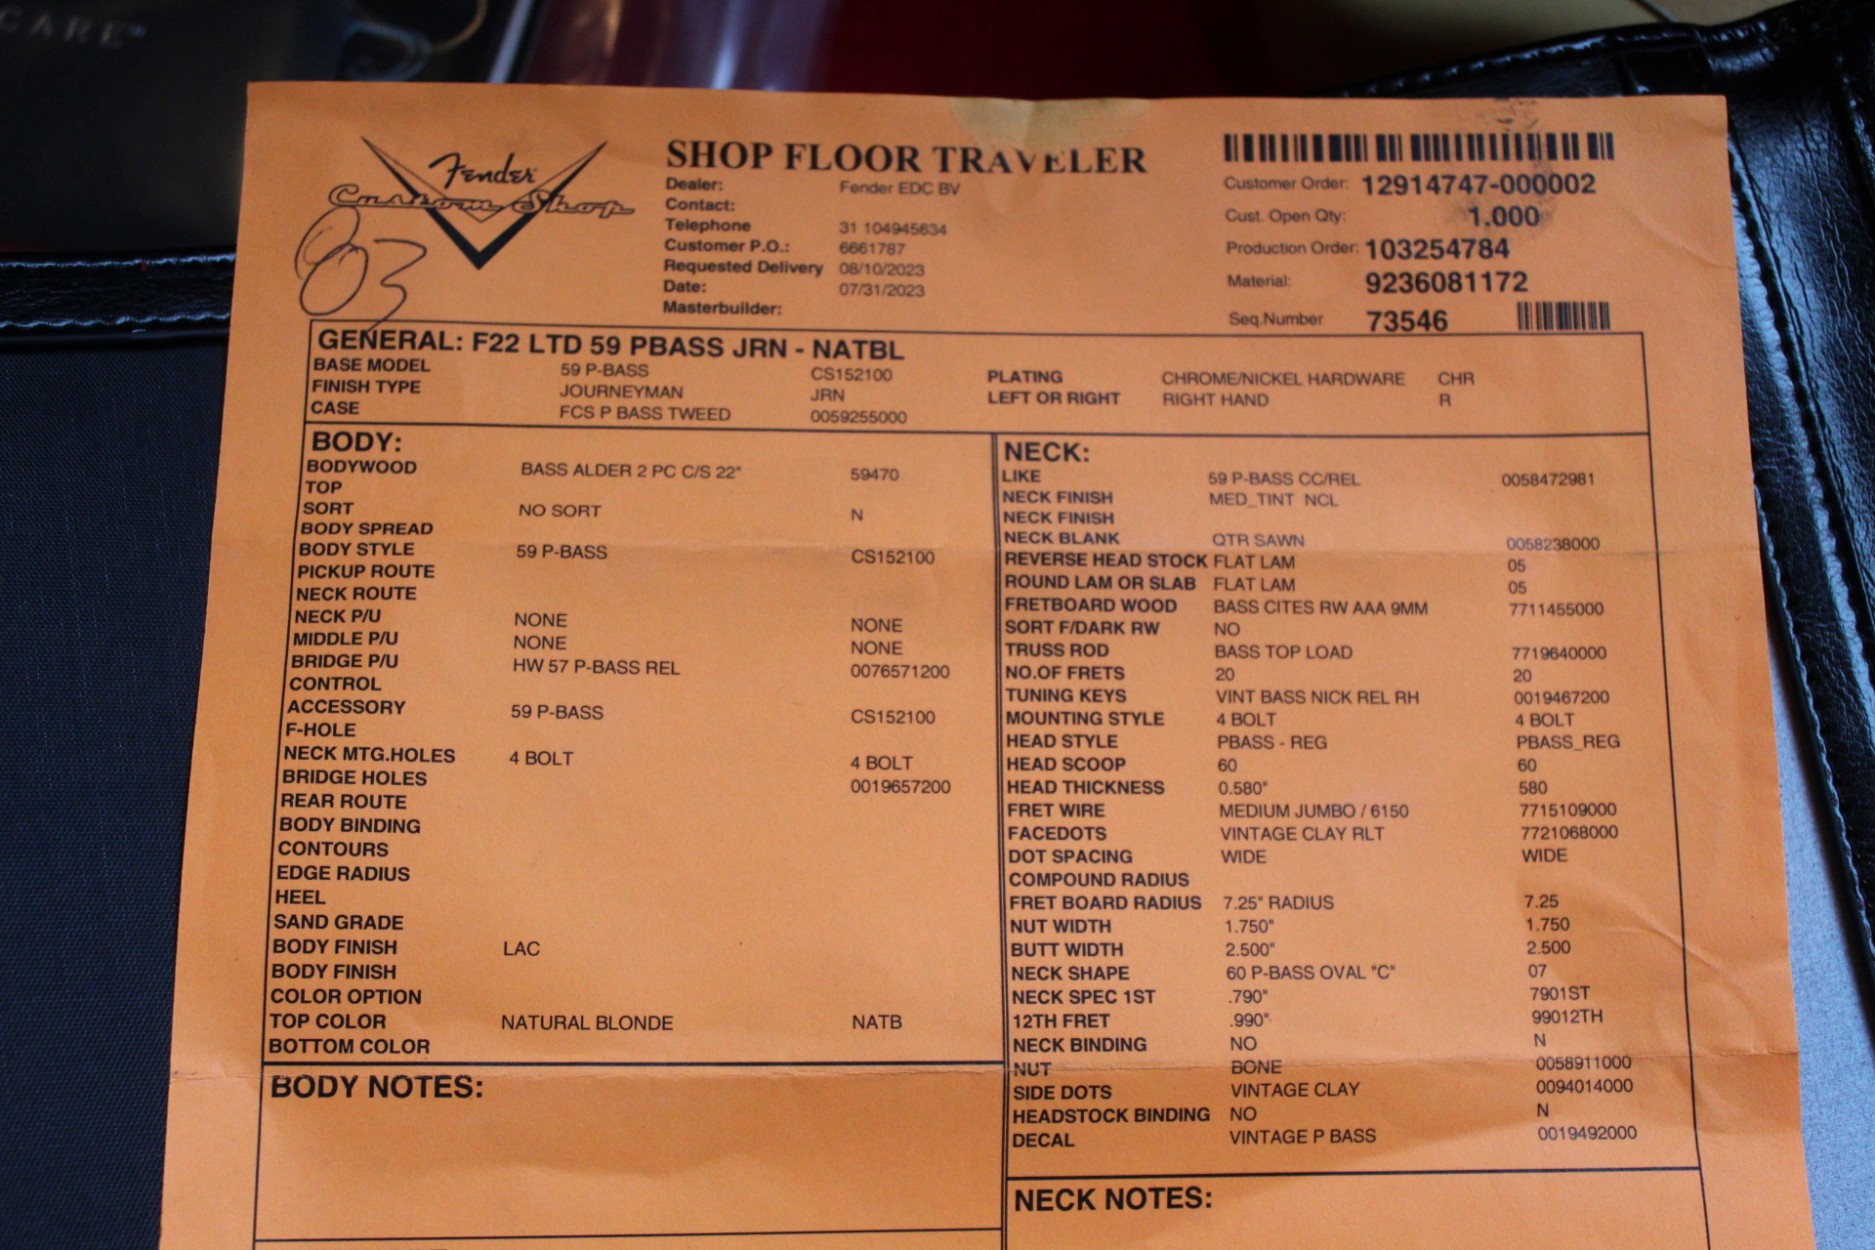 CARE
Fender
Custom Shop
83
SHOP FLOOR TRAVELER
Dealer: Fender EDC BV
Contact:
Telephone 31 104945634
Customer P.O.: 6661787
Requested Delivery 08/10/2023
Date: 07/31/2023
Masterbuilder:
Customer Order: 12914747-000002
Cust. Open Qty: 1.000
Production Order: 103254784
Material: 9236081172
Seq.Number 73546
GENERAL: F22 LTD 59 PBASS JRN - NATBL
BASE MODEL 59 P-BASS CS152100
FINISH TYPE JOURNEYMAN JRN
CASE FCS P BASS TWEED 0059255000
PLATING CHROME/NICKEL HARDWARE CHR
LEFT OR RIGHT RIGHT HAND R
BODY:
BODYWOOD BASS ALDER 2 PC C/S 22" 59470
TOP
SORT NO SORT N
BODY SPREAD
BODY STYLE 59 P-BASS CS152100
PICKUP ROUTE
NECK ROUTE
NECK P/U NONE NONE
MIDDLE P/U NONE NONE
BRIDGE P/U HW 57 P-BASS REL 0076571200
CONTROL
ACCESSORY 59 P-BASS CS152100
F-HOLE
NECK MTG.HOLES 4 BOLT 4 BOLT
BRIDGE HOLES 0019657200
REAR ROUTE
BODY BINDING
CONTOURS
EDGE RADIUS
HEEL
SAND GRADE
BODY FINISH LAC
BODY FINISH
COLOR OPTION
TOP COLOR NATURAL BLONDE NATB
BOTTOM COLOR
BODY NOTES:
NECK:
LIKE 59 P-BASS CC/REL 0058472981
NECK FINISH MED_TINT NCL
NECK FINISH
NECK BLANK QTR SAWN 0058238000
REVERSE HEAD STOCK FLAT LAM 05
ROUND LAM OR SLAB FLAT LAM 05
FRETBOARD WOOD BASS CITES RW AAA 9MM 7711455000
SORT F/DARK RW NO
TRUSS ROD BASS TOP LOAD 7719640000
NO.OF FRETS 20 20
TUNING KEYS VINT BASS NICK REL RH 0019467200
MOUNTING STYLE 4 BOLT 4 BOLT
HEAD STYLE PBASS - REG PBASS_REG
HEAD SCOOP 60 60
HEAD THICKNESS 0.580" 580
FRET WIRE MEDIUM JUMBO / 6150 7715109000
FACEDOTS VINTAGE CLAY RLT 7721068000
DOT SPACING WIDE WIDE
COMPOUND RADIUS
FRET BOARD RADIUS 7.25" RADIUS 7.25
NUT WIDTH 1.750" 1.750
BUTT WIDTH 2.500" 2.500
NECK SHAPE 60 P-BASS OVAL "C" 07
NECK SPEC 1ST .790" 7901ST
12TH FRET .990" 99012TH
NECK BINDING NO N
NUT BONE 0058911000
SIDE DOTS VINTAGE CLAY 0094014000
HEADSTOCK BINDING NO N
DECAL VINTAGE P BASS 0019492000
NECK NOTES: